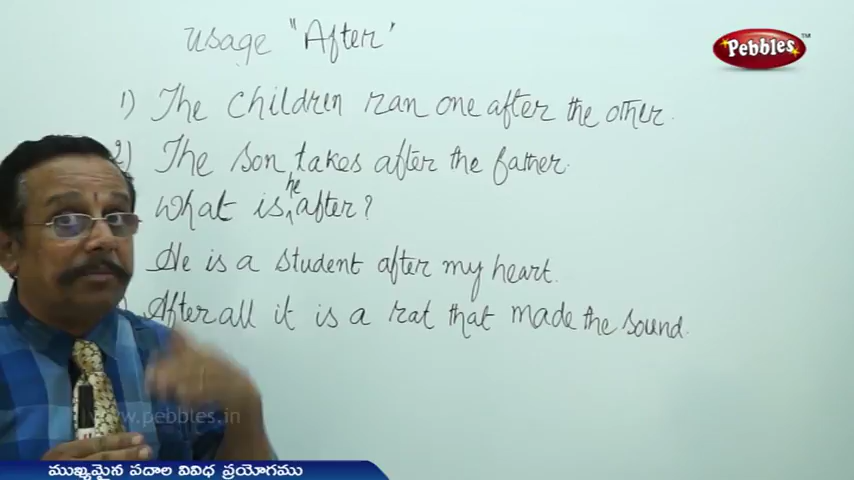 Usage "After"
Pebbles™
1) The children ran one after the other.
2) The son takes after the father.
What is he after?
He is a student after my heart.
After all it is a rat that made the sound.
www.pebbles.in
ముఖ్యమైన పదాల వివిధ ప్రయోగము